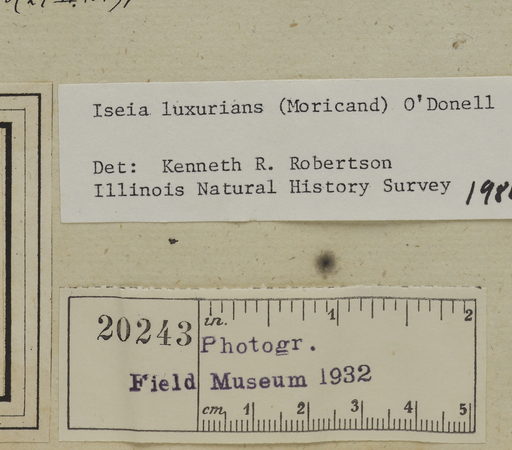 Iseia luxurians (Moricand) O'Donell
Det: Kenneth R. Robertson
Illinois Natural History Survey
20243
in. 1 2
Photogr.
Field Museum 1932
cm 1 2 3 4 5